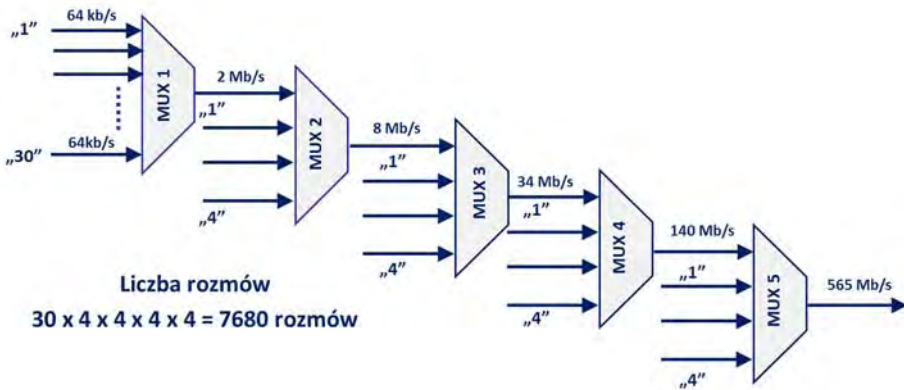 64 kb/s
„1”
MUX 1
2 Mb/s
„1”
64kb/s
„30”
MUX 2
8 Mb/s
„1”
„4”
MUX 3
34 Mb/s
„1”
„4”
MUX 4
140 Mb/s
„1”
„4”
MUX 5
565 Mb/s
„4”
Liczba rozmów
30 x 4 x 4 x 4 x 4 = 7680 rozmów